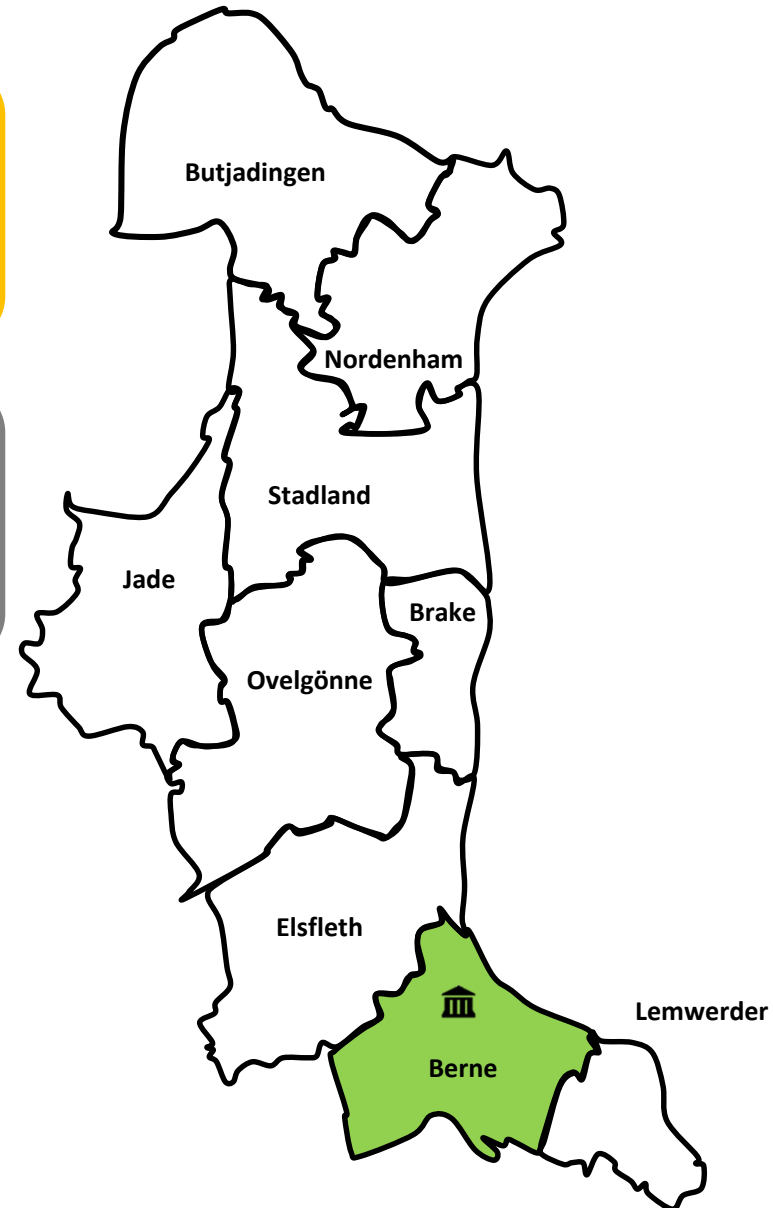 Butjadingen
Nordenham
Stadland
Jade
Brake
Ovelgönne
Elsfleth
Lemwerder
Berne